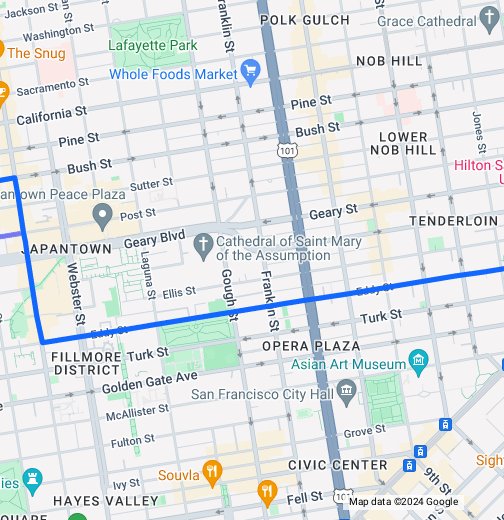 Jackson St
Washington St
The Snug
Lafayette Park
Franklin St
POLK GULCH
Grace Cathedral
NOB HILL
Whole Foods Market
Sacramento St
California St
Pine St
Pine St
Bush St
Bush St
101
LOWER
NOB HILL
Jones St
Hilton S
Sutter St
antown Peace Plaza
Post St
Geary St
TENDERLOIN
JAPANTOWN
Geary Blvd
Cathedral of Saint Mary
of the Assumption
Webster St
Laguna St
Ellis St
Gough St
Franklin St
Eddy St
Eddy St
Turk St
FILLMORE
DISTRICT
Turk St
OPERA PLAZA
Asian Art Museum
Golden Gate Ave
San Francisco City Hall
McAllister St
Fulton St
Grove St
Souvla
CIVIC CENTER
9th St
Sight
ies
Ivy St
HAYES VALLEY
Fell St
101
Map data ©2024 Google
QUARE